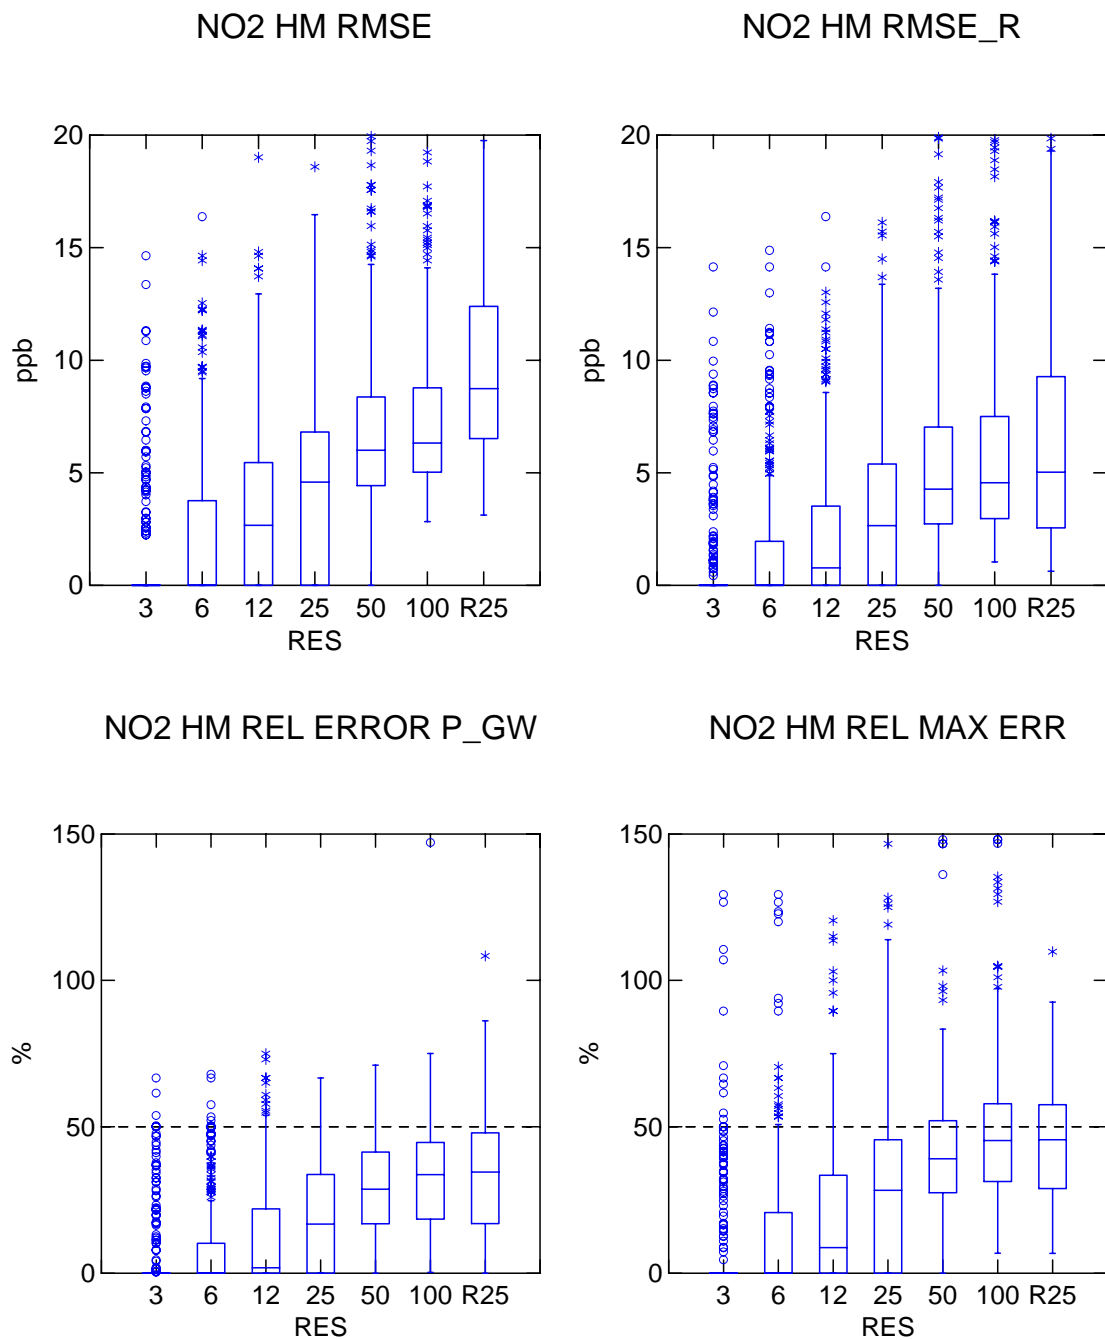 NO2 HM RMSE
20
15
10
5
0
ppb
3 6 12 25 50 100 R25
RES
NO2 HM RMSE_R
20
15
10
5
0
ppb
3 6 12 25 50 100 R25
RES
NO2 HM REL ERROR P_GW
150
100
50
0
%
3 6 12 25 50 100 R25
RES
NO2 HM REL MAX ERR
150
100
50
0
%
3 6 12 25 50 100 R25
RES